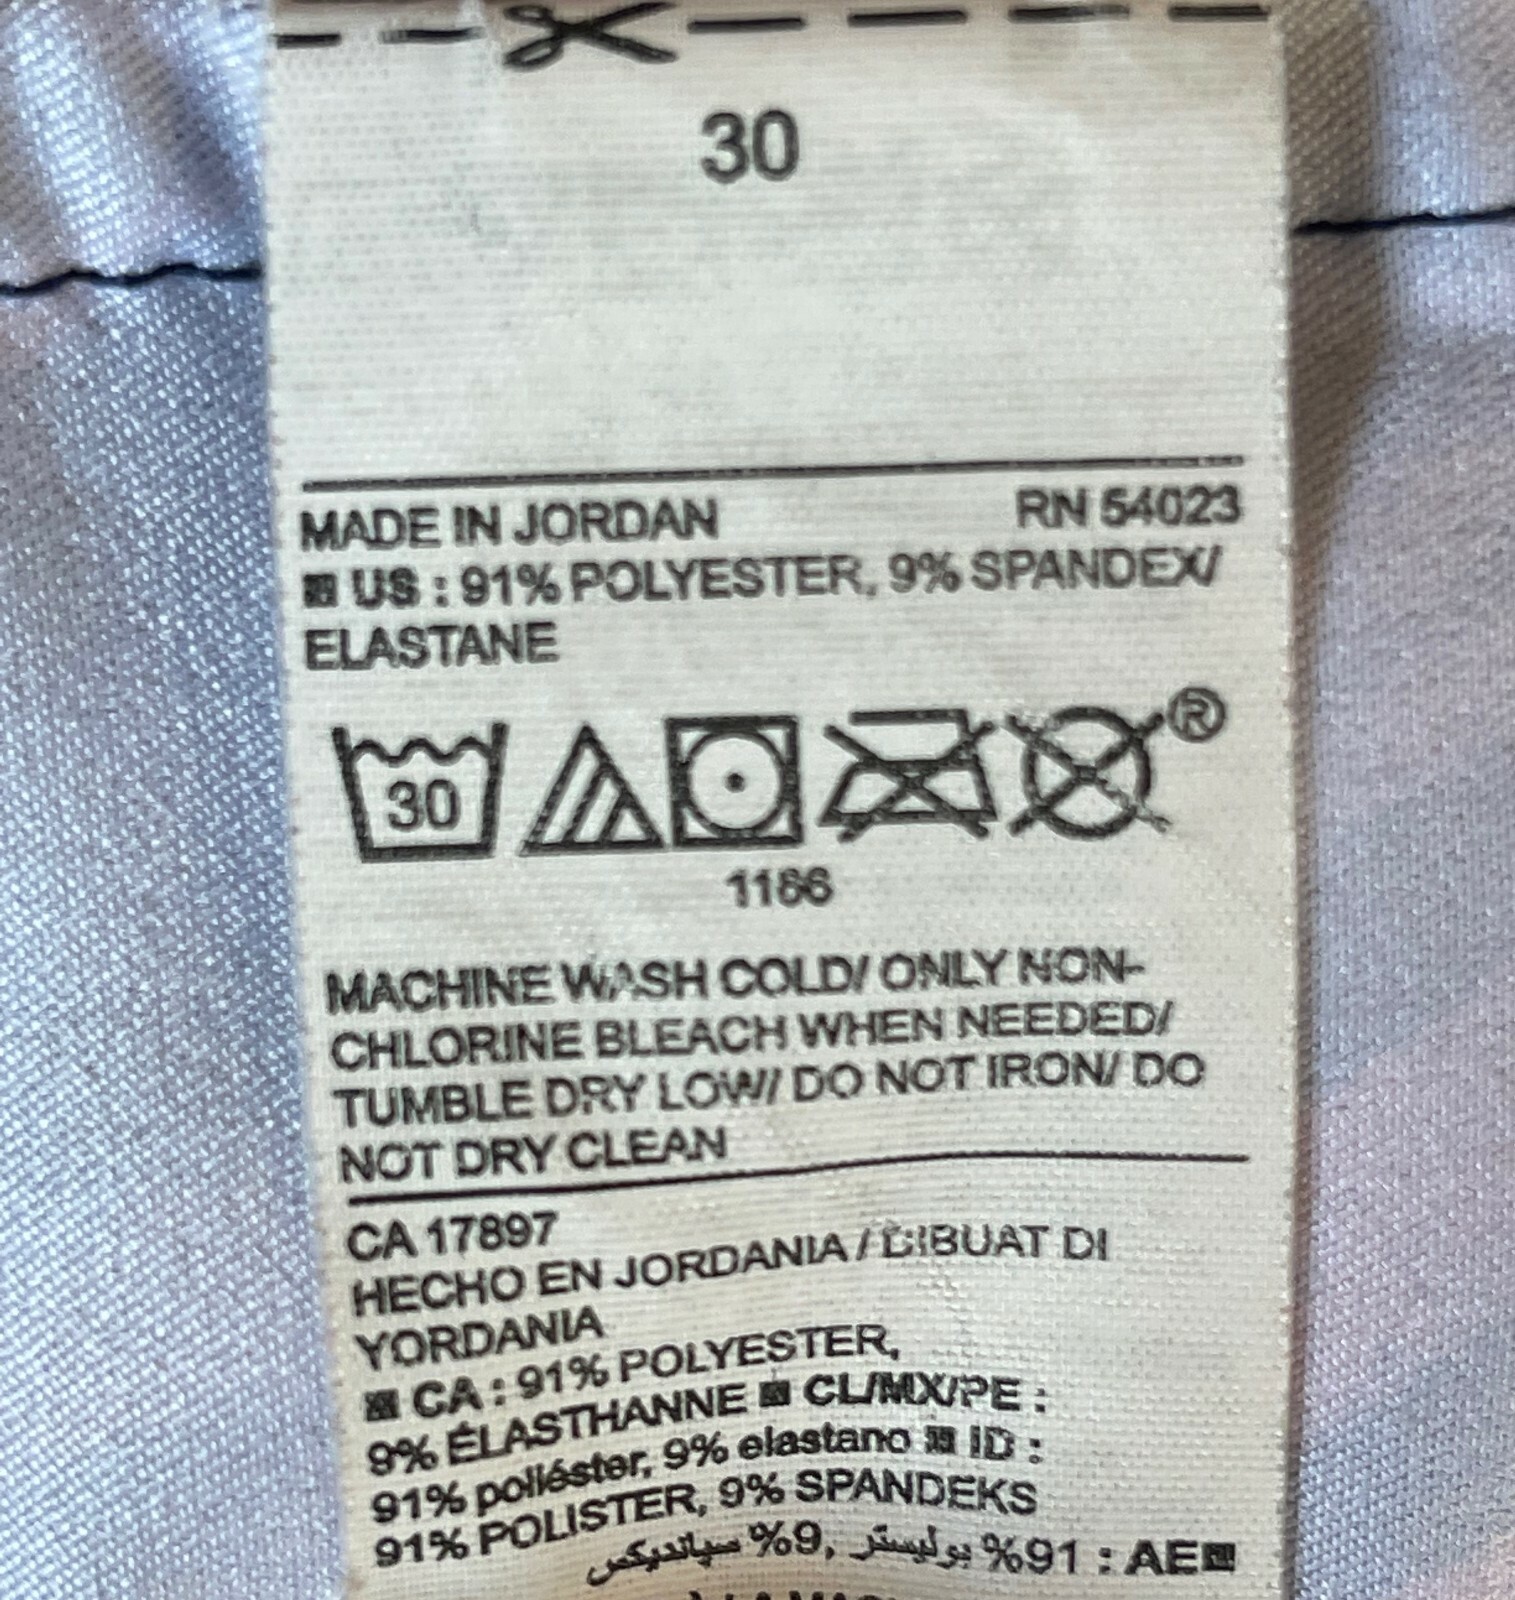 30
MADE IN JORDAN RN 54023
US : 91% POLYESTER, 9% SPANDEX/
ELASTANE
30 ®
1166
MACHINE WASH COLD/ ONLY NON-
CHLORINE BLEACH WHEN NEEDED/
TUMBLE DRY LOW/ DO NOT IRON/ DO
NOT DRY CLEAN
CA 17897
HECHO EN JORDANIA / DIBUAT DI
YORDANIA
CA : 91% POLYESTER,
9% ÉLASTHANNE CL/MX/PE :
91% poliéster, 9% elastano ID :
91% POLISTER, 9% SPANDEKS
AE : 91% بوليستر, 9% سپانديكس